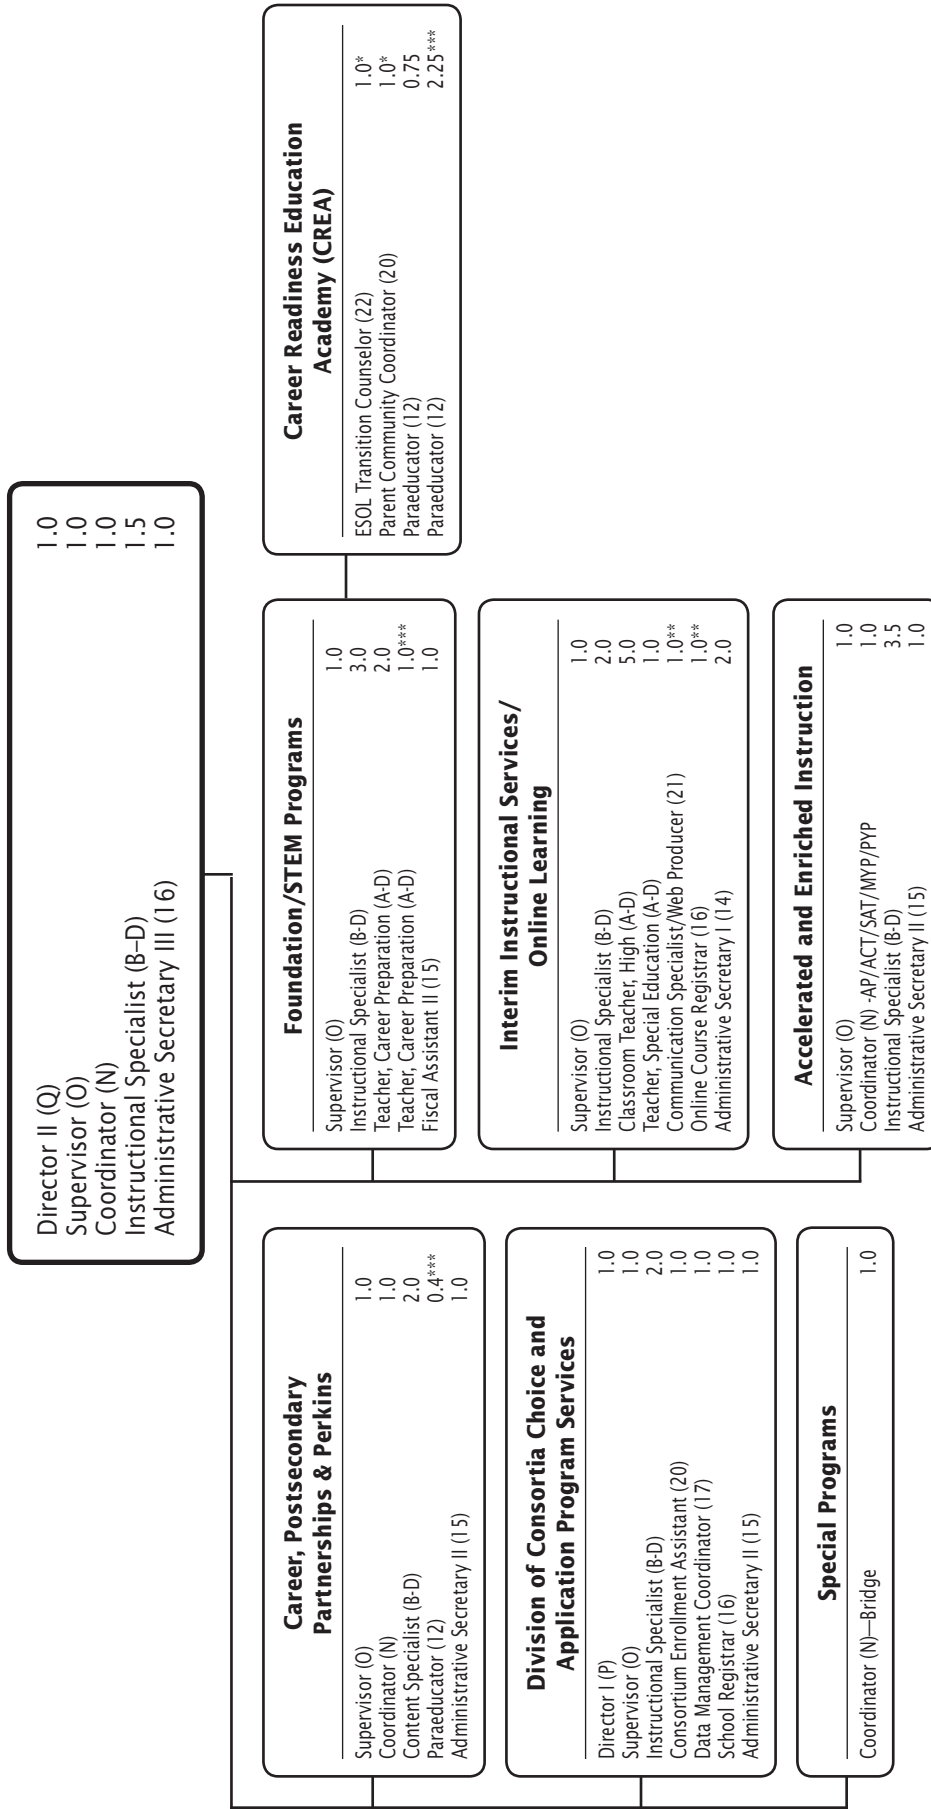 Director II (Q) 1.0
Supervisor (O) 1.0
Coordinator (N) 1.0
Instructional Specialist (B–D) 1.5
Administrative Secretary III (16) 1.0
Career, Postsecondary
Partnerships & Perkins
Supervisor (O) 1.0
Coordinator (N) 1.0
Content Specialist (B-D) 2.0
Paraeducator (12) 0.4***
Administrative Secretary II (15) 1.0
Division of Consortia Choice and
Application Program Services
Director I (P) 1.0
Supervisor (O) 1.0
Instructional Specialist (B-D) 2.0
Consortium Enrollment Assistant (20) 1.0
Data Management Coordinator (17) 1.0
School Registrar (16) 1.0
Administrative Secretary II (15) 1.0
Special Programs
Coordinator (N)—Bridge 1.0
Foundation/STEM Programs
Supervisor (O) 1.0
Instructional Specialist (B-D) 3.0
Teacher, Career Preparation (A-D) 2.0
Teacher, Career Preparation (A-D) 1.0***
Fiscal Assistant II (15) 1.0
Interim Instructional Services/
Online Learning
Supervisor (O) 1.0
Instructional Specialist (B-D) 2.0
Classroom Teacher, High (A-D) 5.0
Teacher, Special Education (A-D) 1.0
Communication Specialist/Web Producer (21) 1.0**
Online Course Registrar (16) 1.0**
Administrative Secretary I (14) 2.0
Accelerated and Enriched Instruction
Supervisor (O) 1.0
Coordinator (N) -AP/ACT/SAT/MYP/PYP 1.0
Instructional Specialist (B-D) 3.5
Administrative Secretary II (15) 1.0
Career Readiness Education
Academy (CREA)
ESOL Transition Counselor (22) 1.0*
Parent Community Coordinator (20) 1.0*
Paraeducator (12) 0.75
Paraeducator (12) 2.25***